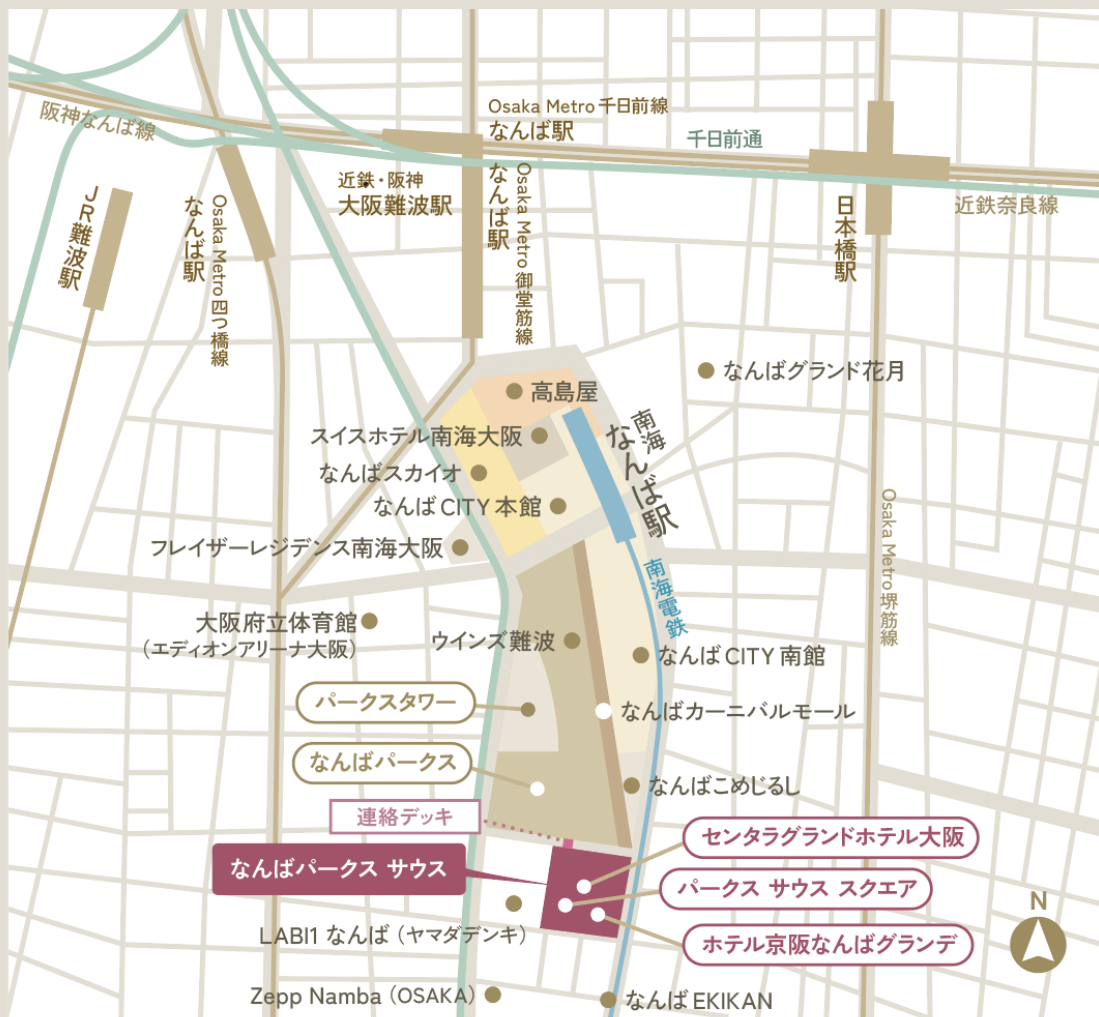 阪神なんば線
Osaka Metro 千日前線
なんば駅
千日前通
近鉄・阪神
大阪難波駅
Osaka Metro 御堂筋線
なんば駅
日本橋駅
近鉄奈良線
JR難波駅
Osaka Metro 四つ橋線
なんば駅
高島屋
なんばグランド花月
スイスホテル南海大阪
南海
なんば駅
なんばスカイオ
なんばCITY 本館
フレイザーレジデンス南海大阪
南海電鉄
Osaka Metro 堺筋線
大阪府立体育館
(エディオンアリーナ大阪)
ウインズ難波
なんばCITY 南館
パークスタワー
なんばカーニバルモール
なんばパークス
なんばこめじるし
連絡デッキ
センタラグランドホテル大阪
なんばパークス サウス
パークス サウス スクエア
N
LABI1 なんば (ヤマダデンキ)
ホテル京阪なんばグランデ
Zepp Namba (OSAKA)
なんば EKIKAN